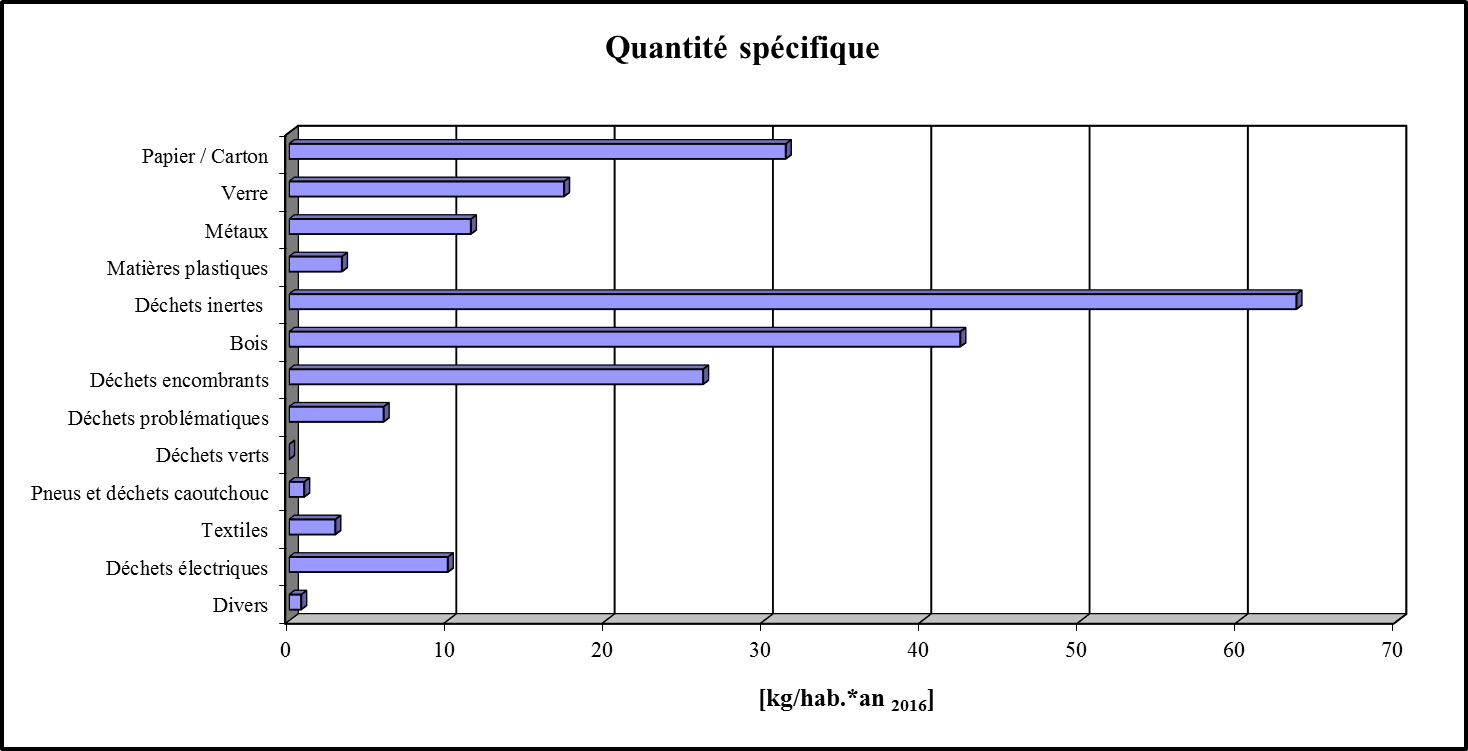 Quantité spécifique
Papier / Carton
Verre
Métaux
Matières plastiques
Déchets inertes
Bois
Déchets encombrants
Déchets problématiques
Déchets verts
Pneus et déchets caoutchouc
Textiles
Déchets électriques
Divers
0 10 20 30 40 50 60 70
[kg/hab.*an 2016]